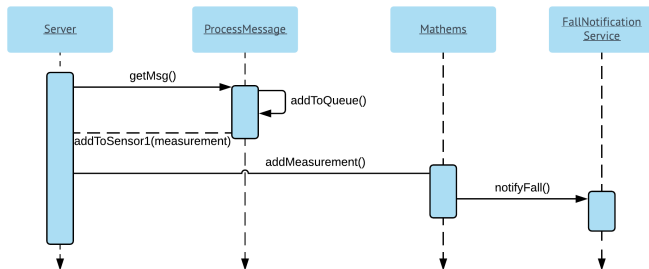 Server
ProcessMessage
Mathems
FallNotification
Service
getMsg()
addToQueue()
addToSensor1(measurement)
addMeasurement()
notifyFall()